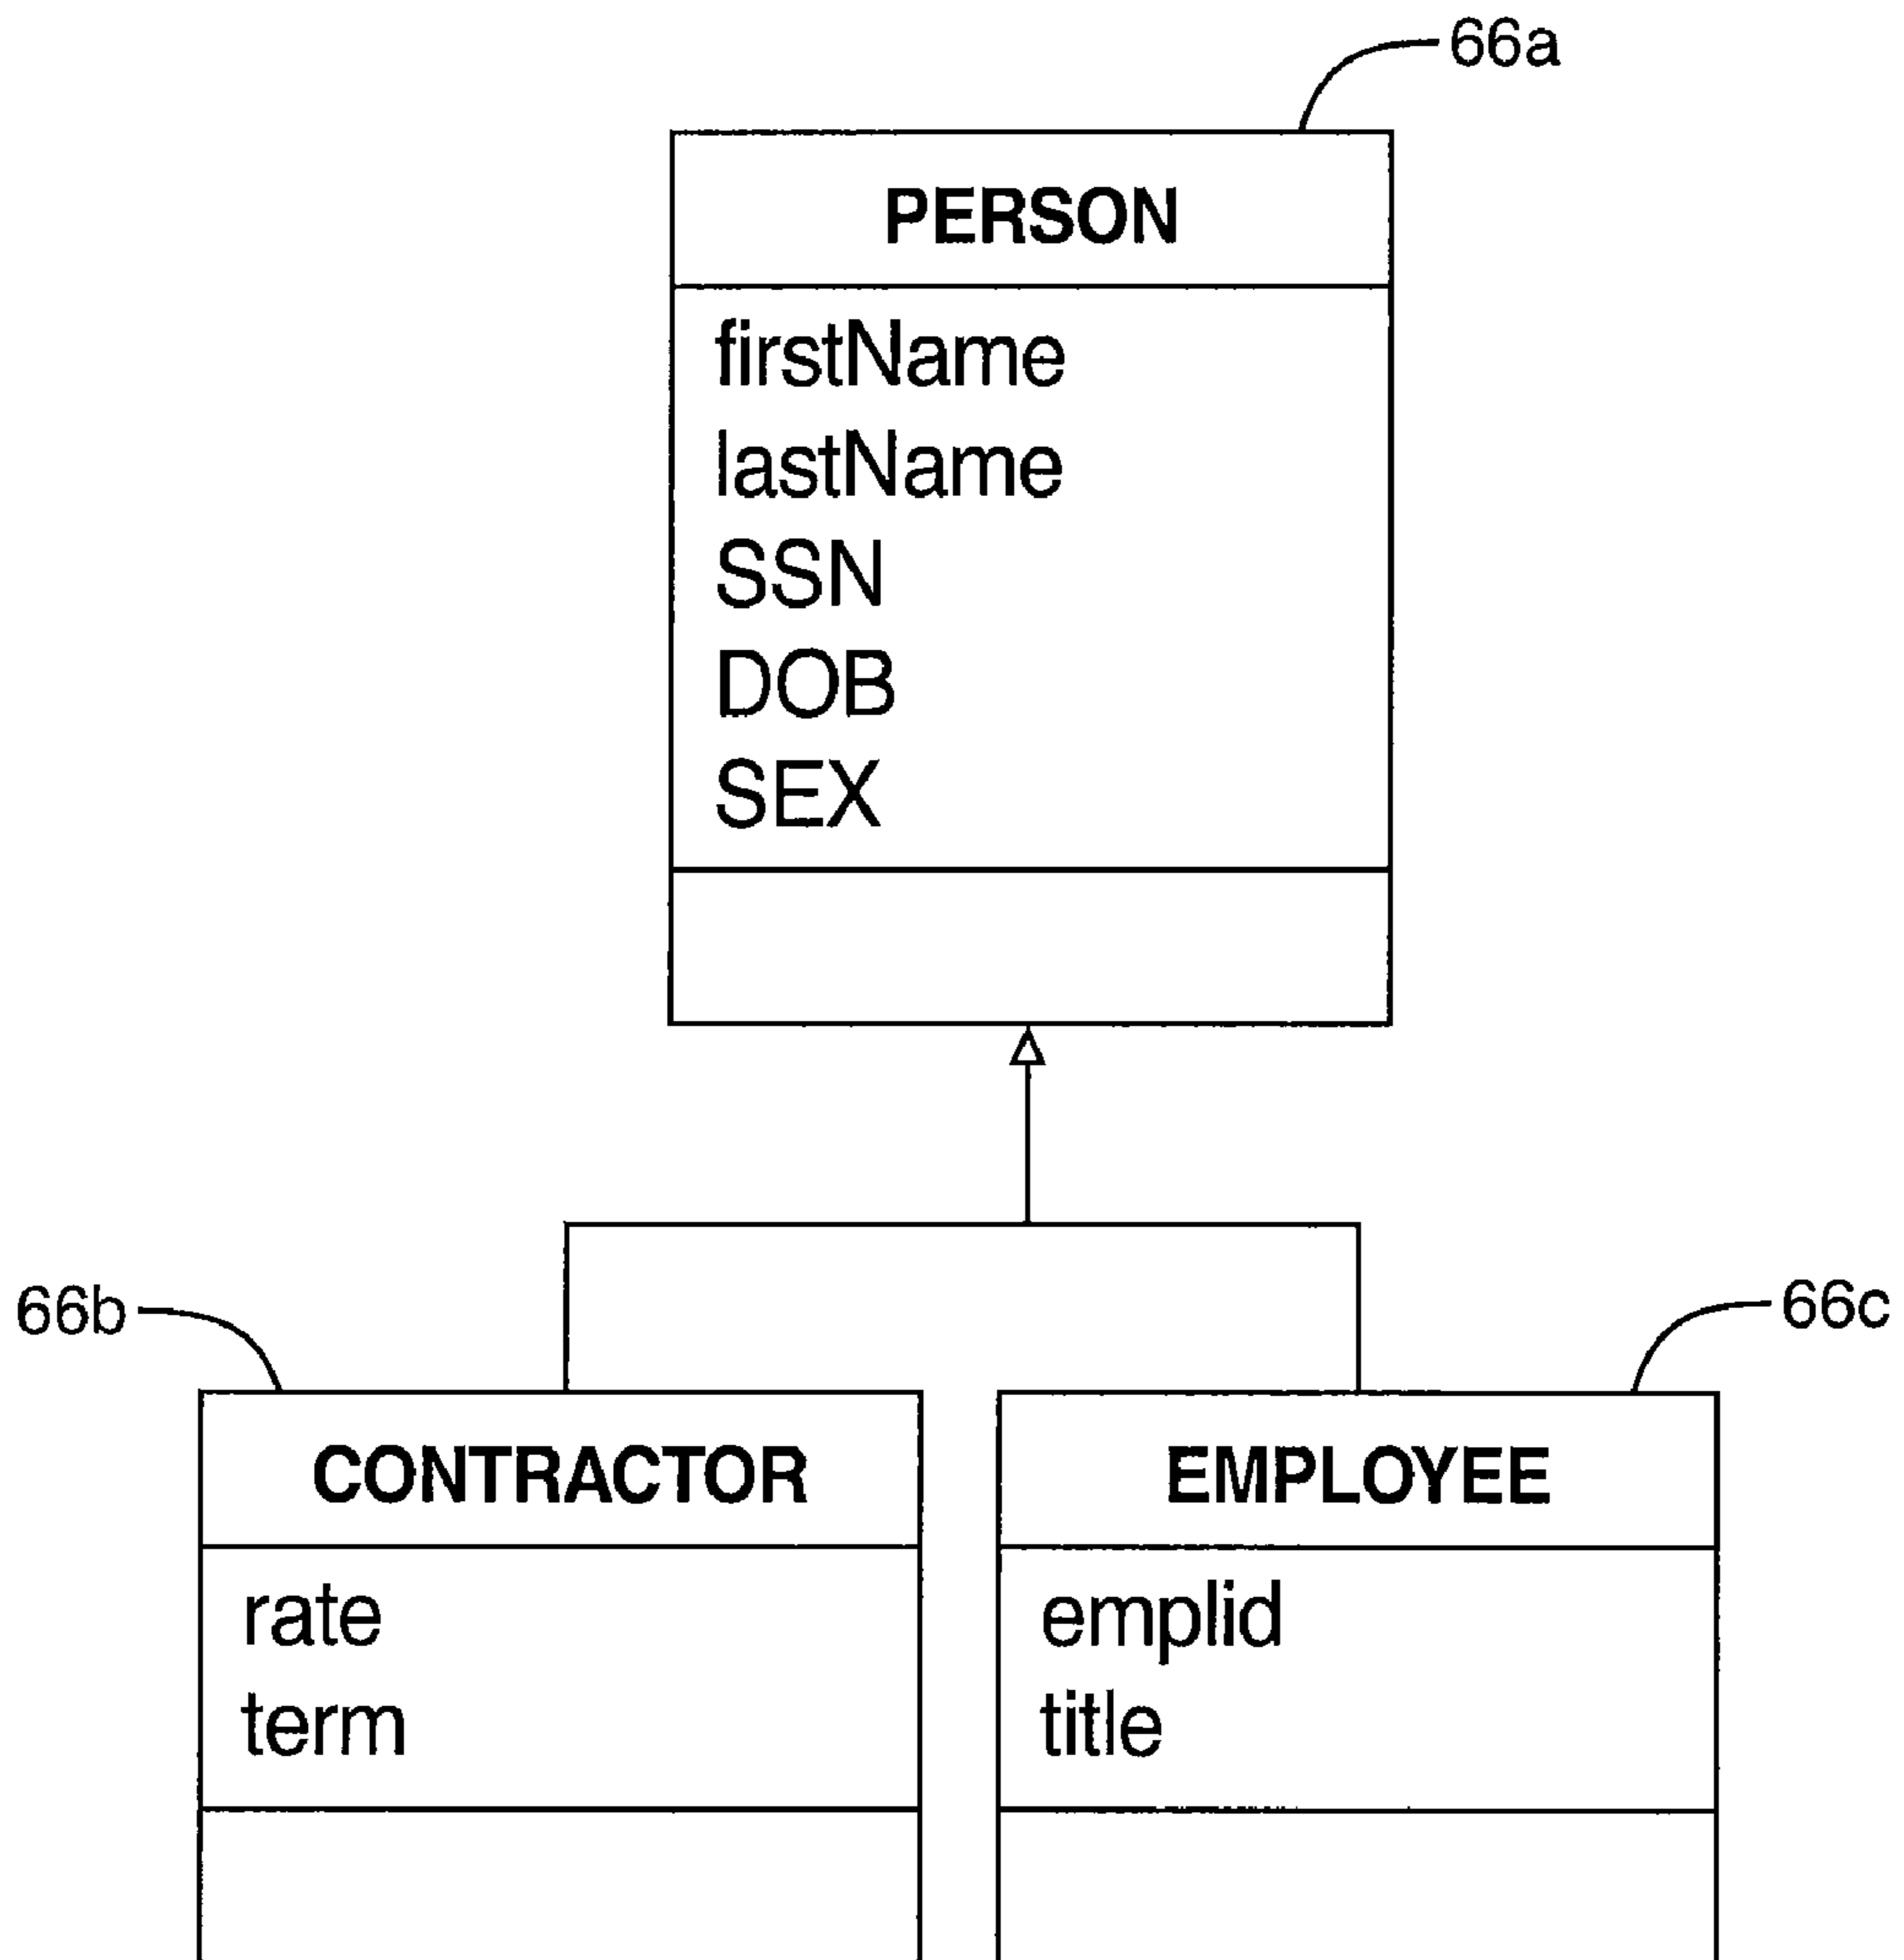 66a
PERSON
firstName
lastName
SSN
DOB
SEX
66b
66c
CONTRACTOR
rate
term
EMPLOYEE
emplid
title